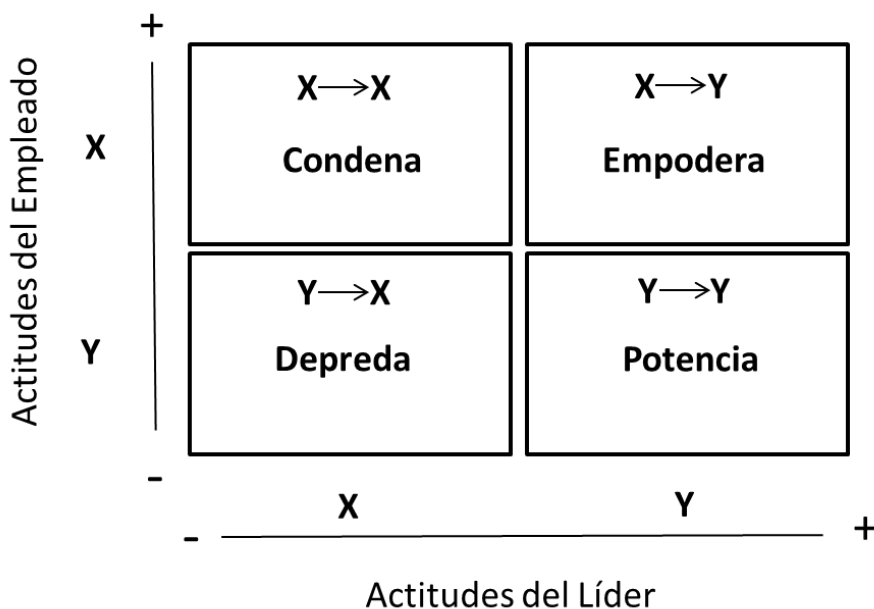 +
Actitudes del Empleado
X
X→X
Condena
X→Y
Empodera
Y
Y→X
Depreda
Y→Y
Potencia
-
X
Y
-
+
Actitudes del Líder